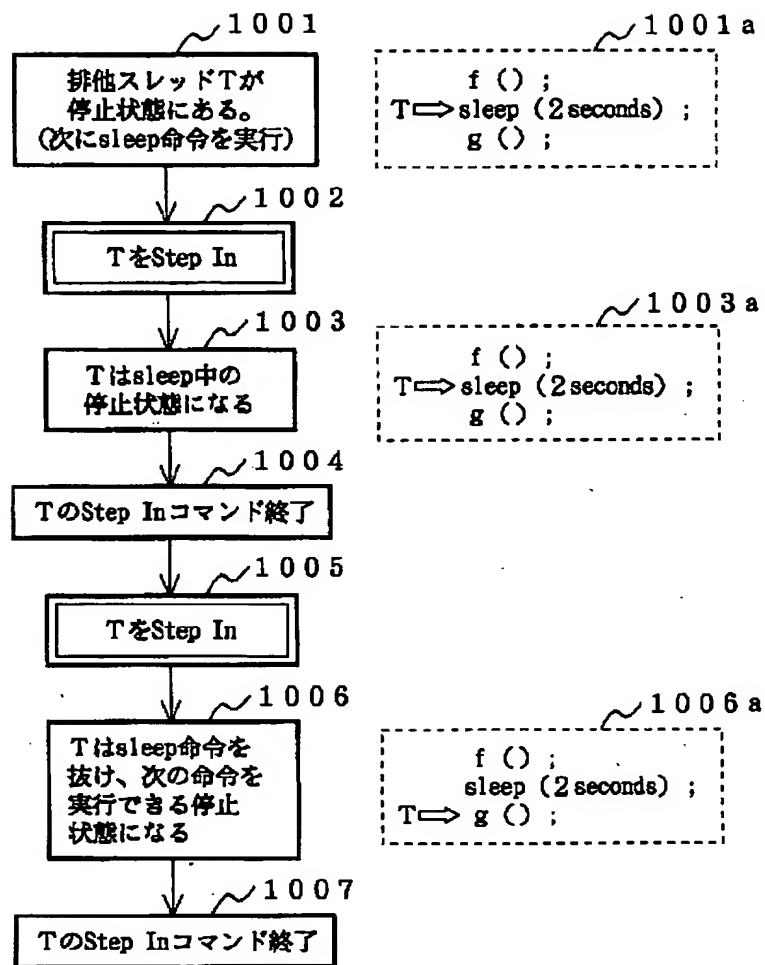 1001
排他スレッドTが
停止状態にある。
(次にsleep命令を実行)
1001a
f () ;
T⇒sleep (2seconds) ;
g () ;
1002
TをStep In
1003
Tはsleep中の
停止状態になる
1003a
f () ;
T⇒sleep (2seconds) ;
g () ;
1004
TのStep Inコマンド終了
1005
TをStep In
1006
Tはsleep命令を
抜け、次の命令を
実行できる停止
状態になる
1006a
f () ;
sleep (2seconds) ;
T⇒ g () ;
1007
TのStep Inコマンド終了